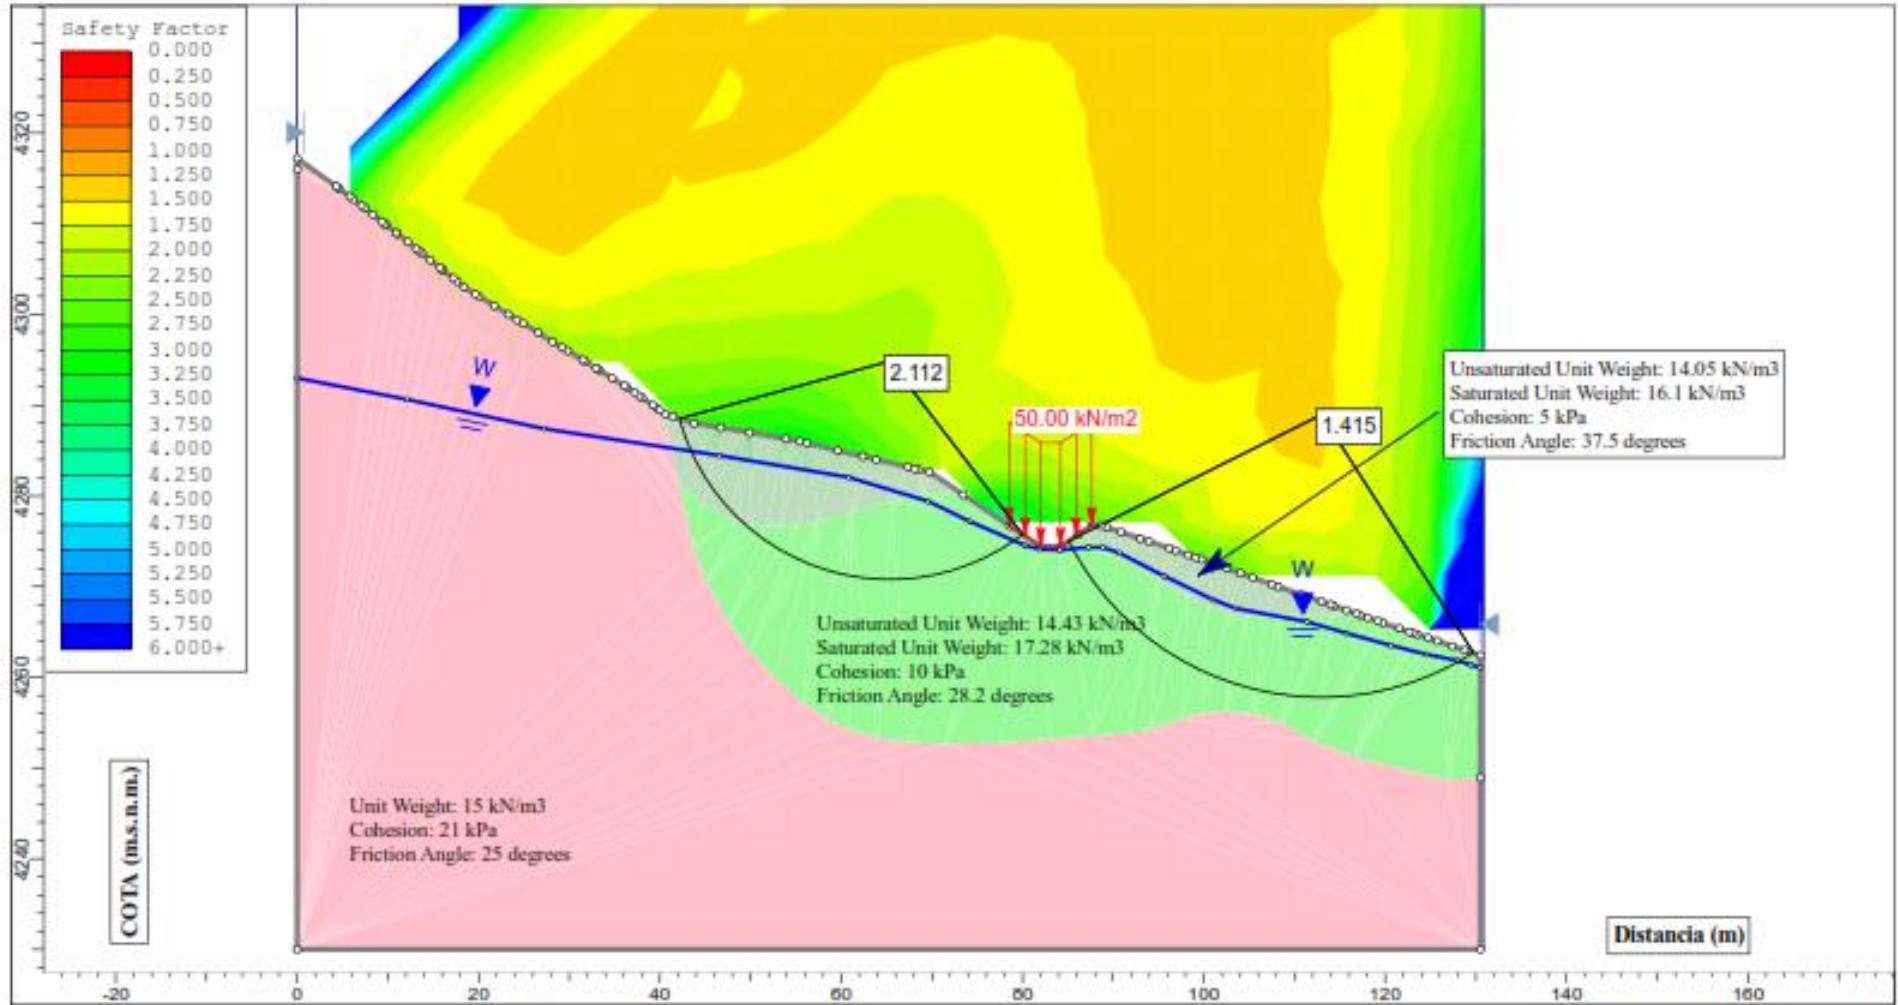 Safety Factor
0.000
0.250
0.500
0.750
1.000
1.250
1.500
1.750
2.000
2.250
2.500
2.750
3.000
3.250
3.500
3.750
4.000
4.250
4.500
4.750
5.000
5.250
5.500
5.750
6.000+
4320
4300
4280
4260
4240
COTA (m.s.n.m.)
W
2.112
50.00 kN/m2
1.415
Unsaturated Unit Weight: 14.05 kN/m3
Saturated Unit Weight: 16.1 kN/m3
Cohesion: 5 kPa
Friction Angle: 37.5 degrees
W
Unsaturated Unit Weight: 14.43 kN/m3
Saturated Unit Weight: 17.28 kN/m3
Cohesion: 10 kPa
Friction Angle: 28.2 degrees
Unit Weight: 15 kN/m3
Cohesion: 21 kPa
Friction Angle: 25 degrees
Distancia (m)
-20 0 20 40 60 80 100 120 140 160